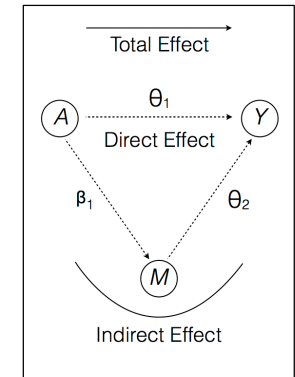 Total Effect
A θ₁ Y
Direct Effect
β₁ θ₂
M
Indirect Effect